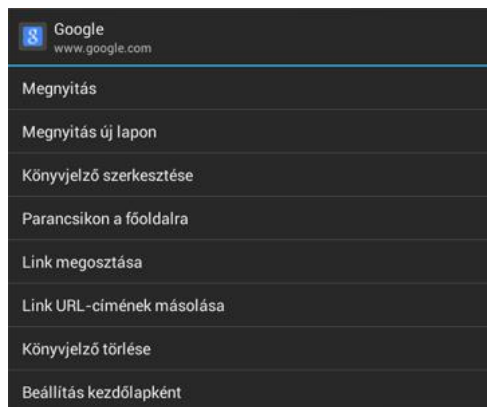 Google
www.google.com
Megnyitás
Megnyitás új lapon
Könyvjelző szerkesztése
Parancsikon a főoldalra
Link megosztása
Link URL-címének másolása
Könyvjelző törlése
Beállítás kezdőlapként